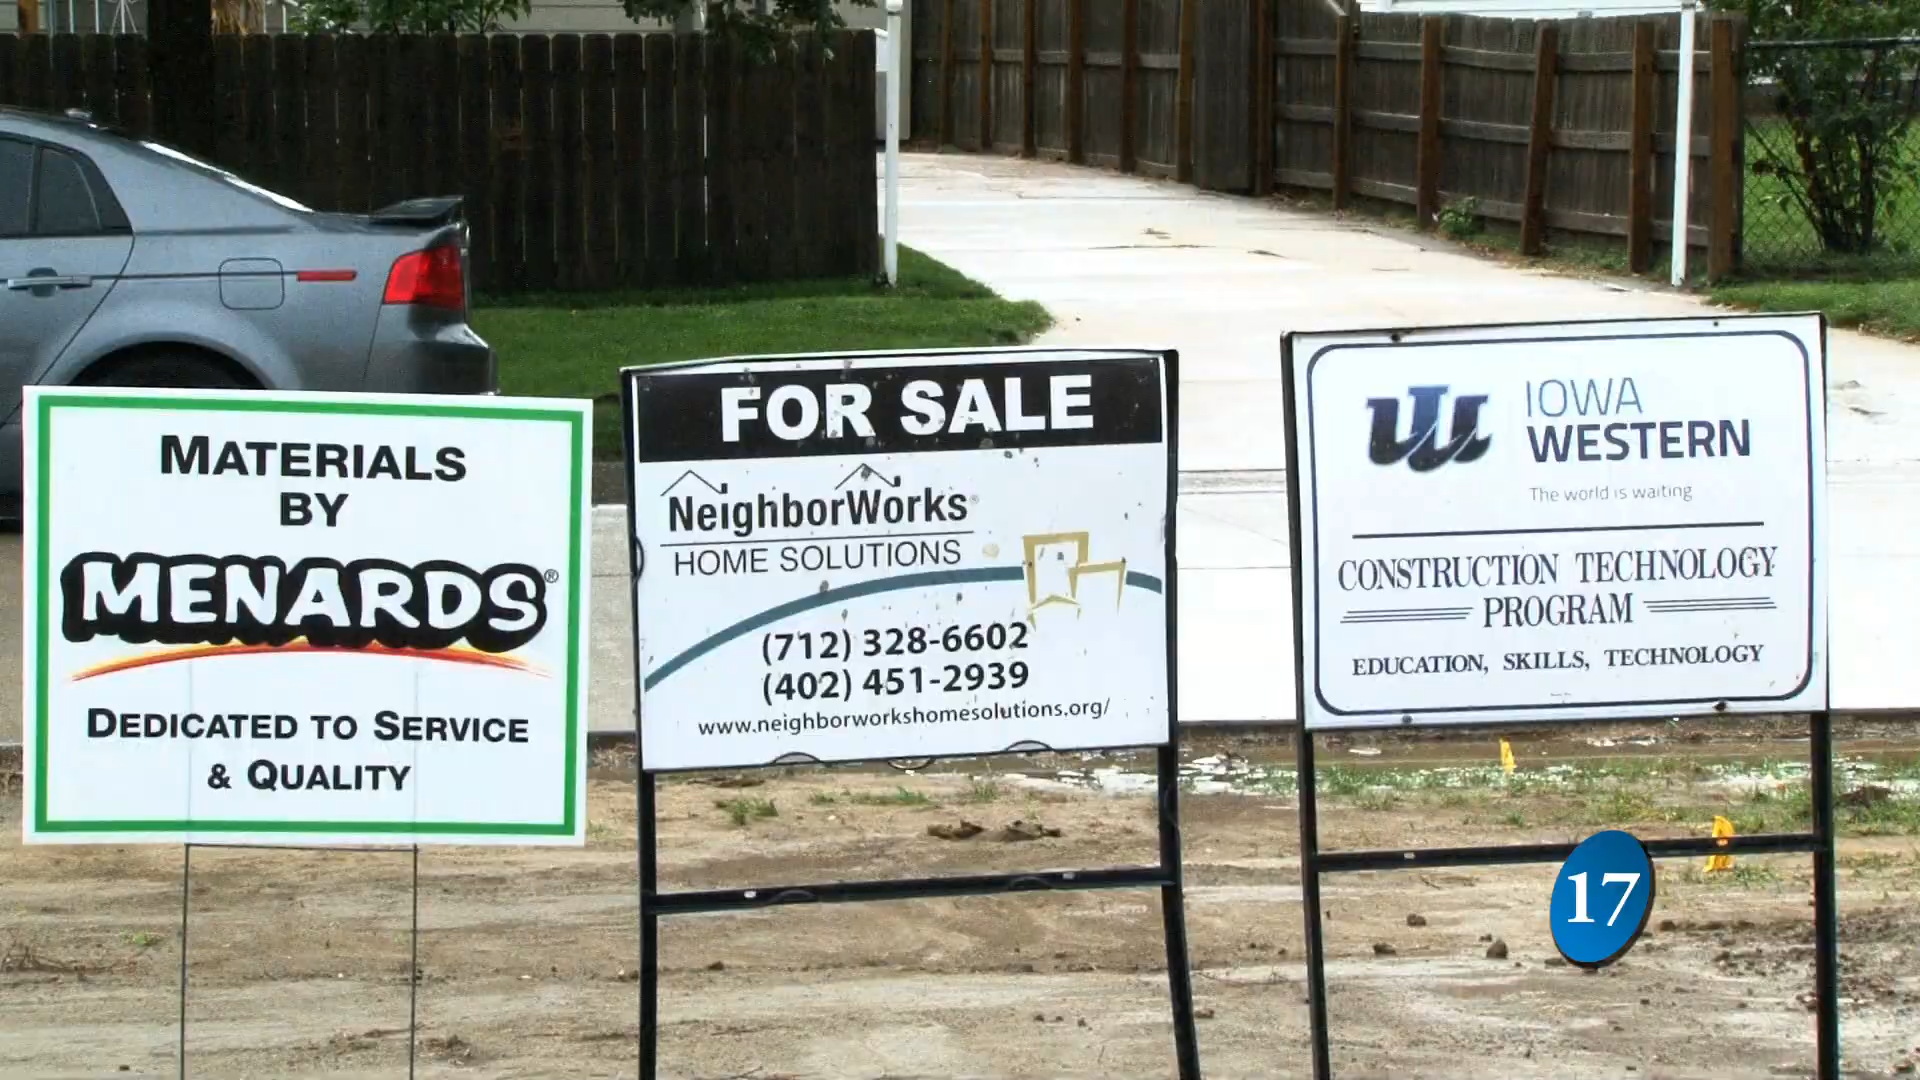 MATERIALS
BY
MENARDS®
DEDICATED TO SERVICE
& QUALITY
FOR SALE
NeighborWorks®
HOME SOLUTIONS
(712) 328-6602
(402) 451-2939
www.neighborworkshomesolutions.org/
IOWA
WESTERN
The world is waiting
CONSTRUCTION TECHNOLOGY
PROGRAM
EDUCATION, SKILLS, TECHNOLOGY
17